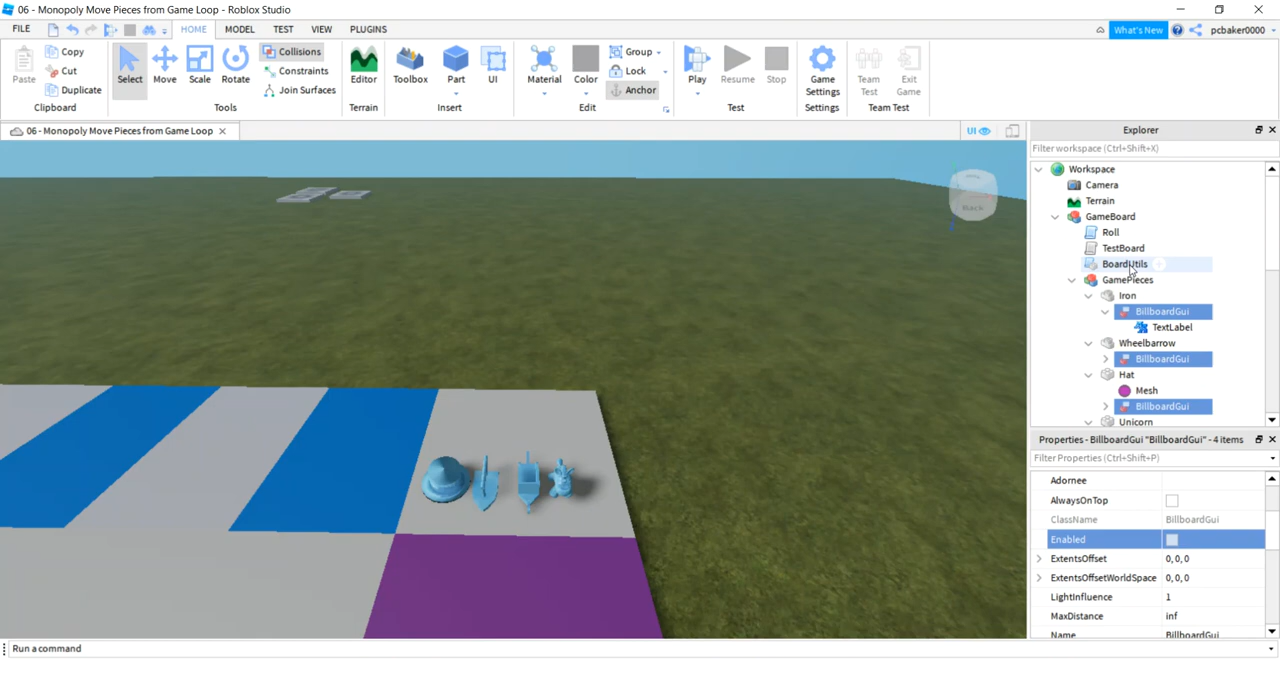 06 - Monopoly Move Pieces from Game Loop - Roblox Studio
FILE HOME MODEL TEST VIEW PLUGINS What's New pcbaker0000
Paste Copy Cut Duplicate Clipboard
Select Move Scale Rotate Collisions Constraints Join Surfaces Tools
Editor Terrain
Toolbox Part UI Insert
Material Color Group Lock Anchor Edit
Play Resume Stop Test
Game Settings Settings
Team Test Exit Game Team Test
06 - Monopoly Move Pieces from Game Loop UI
Back
Explorer
Filter workspace (Ctrl+Shift+X)
Workspace
Camera
Terrain
GameBoard
Roll
TestBoard
BoardUtils
GamePieces
Iron
BillboardGui
TextLabel
Wheelbarrow
BillboardGui
Hat
Mesh
BillboardGui
Unicorn
Properties - BillboardGui "BillboardGui" - 4 items
Filter Properties (Ctrl+Shift+P)
Adornee
AlwaysOnTop
ClassName BillboardGui
Enabled
ExtentsOffset 0, 0, 0
ExtentsOffsetWorldSpace 0, 0, 0
LightInfluence 1
MaxDistance inf
Name BillboardGui
Run a command